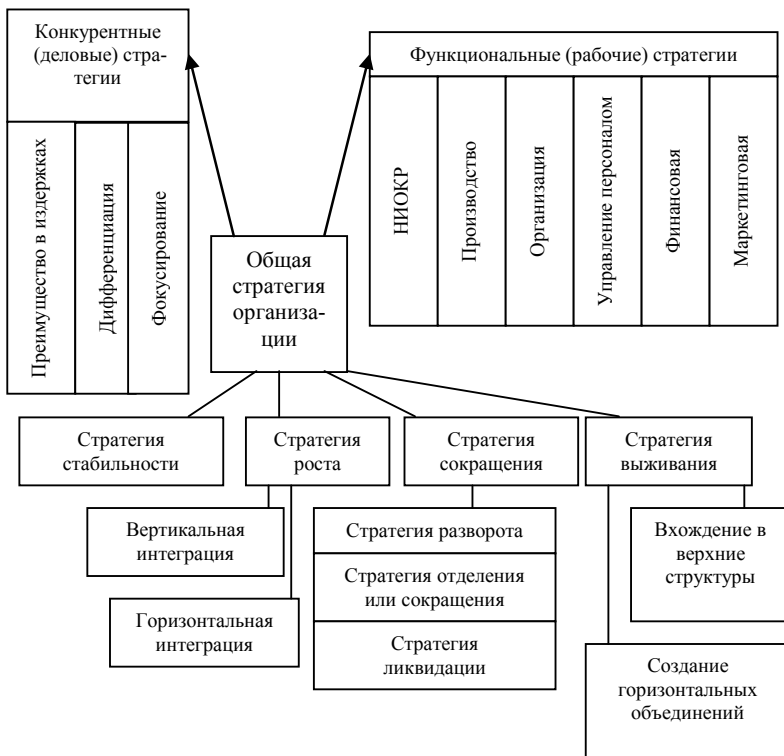 Конкурентные
(деловые) стра-
тегии
Преимущество в издержках
Дифференциация
Фокусирование
Функциональные (рабочие) стратегии
НИОКР
Производство
Организация
Управление персоналом
Финансовая
Маркетинговая
Общая
стратегия
организа-
ции
Стратегия
стабильности
Стратегия
роста
Стратегия
сокращения
Стратегия
выживания
Вертикальная
интеграция
Горизонтальная
интеграция
Стратегия разворота
Стратегия отделения
или сокращения
Стратегия
ликвидации
Вхождение в
верхние
структуры
Создание
горизонтальных
объединений